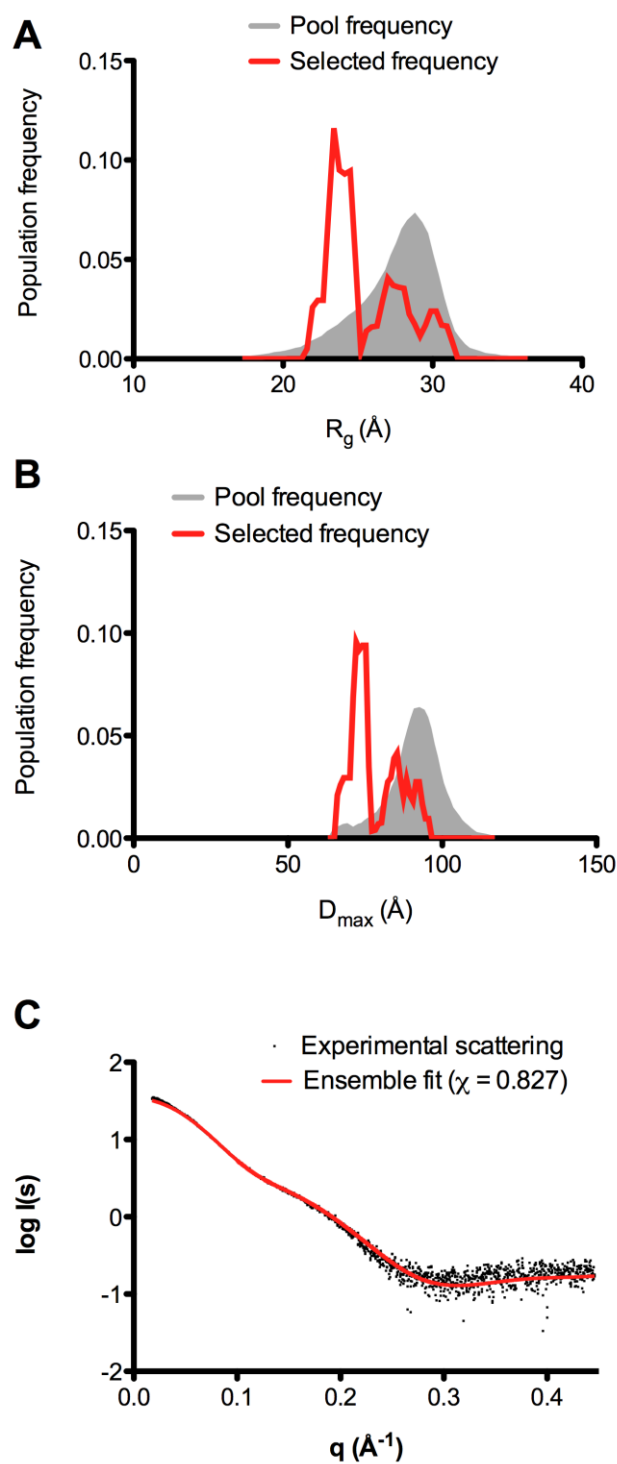 A
Pool frequency
Selected frequency
Population frequency
0.15
0.10
0.05
0.00
10 20 30 40
Rg (Å)
B
Pool frequency
Selected frequency
Population frequency
0.15
0.10
0.05
0.00
0 50 100 150
Dmax (Å)
C
Experimental scattering
Ensemble fit (χ = 0.827)
log I(s)
2
1
0
-1
-2
0.0 0.1 0.2 0.3 0.4
q (Å-1)